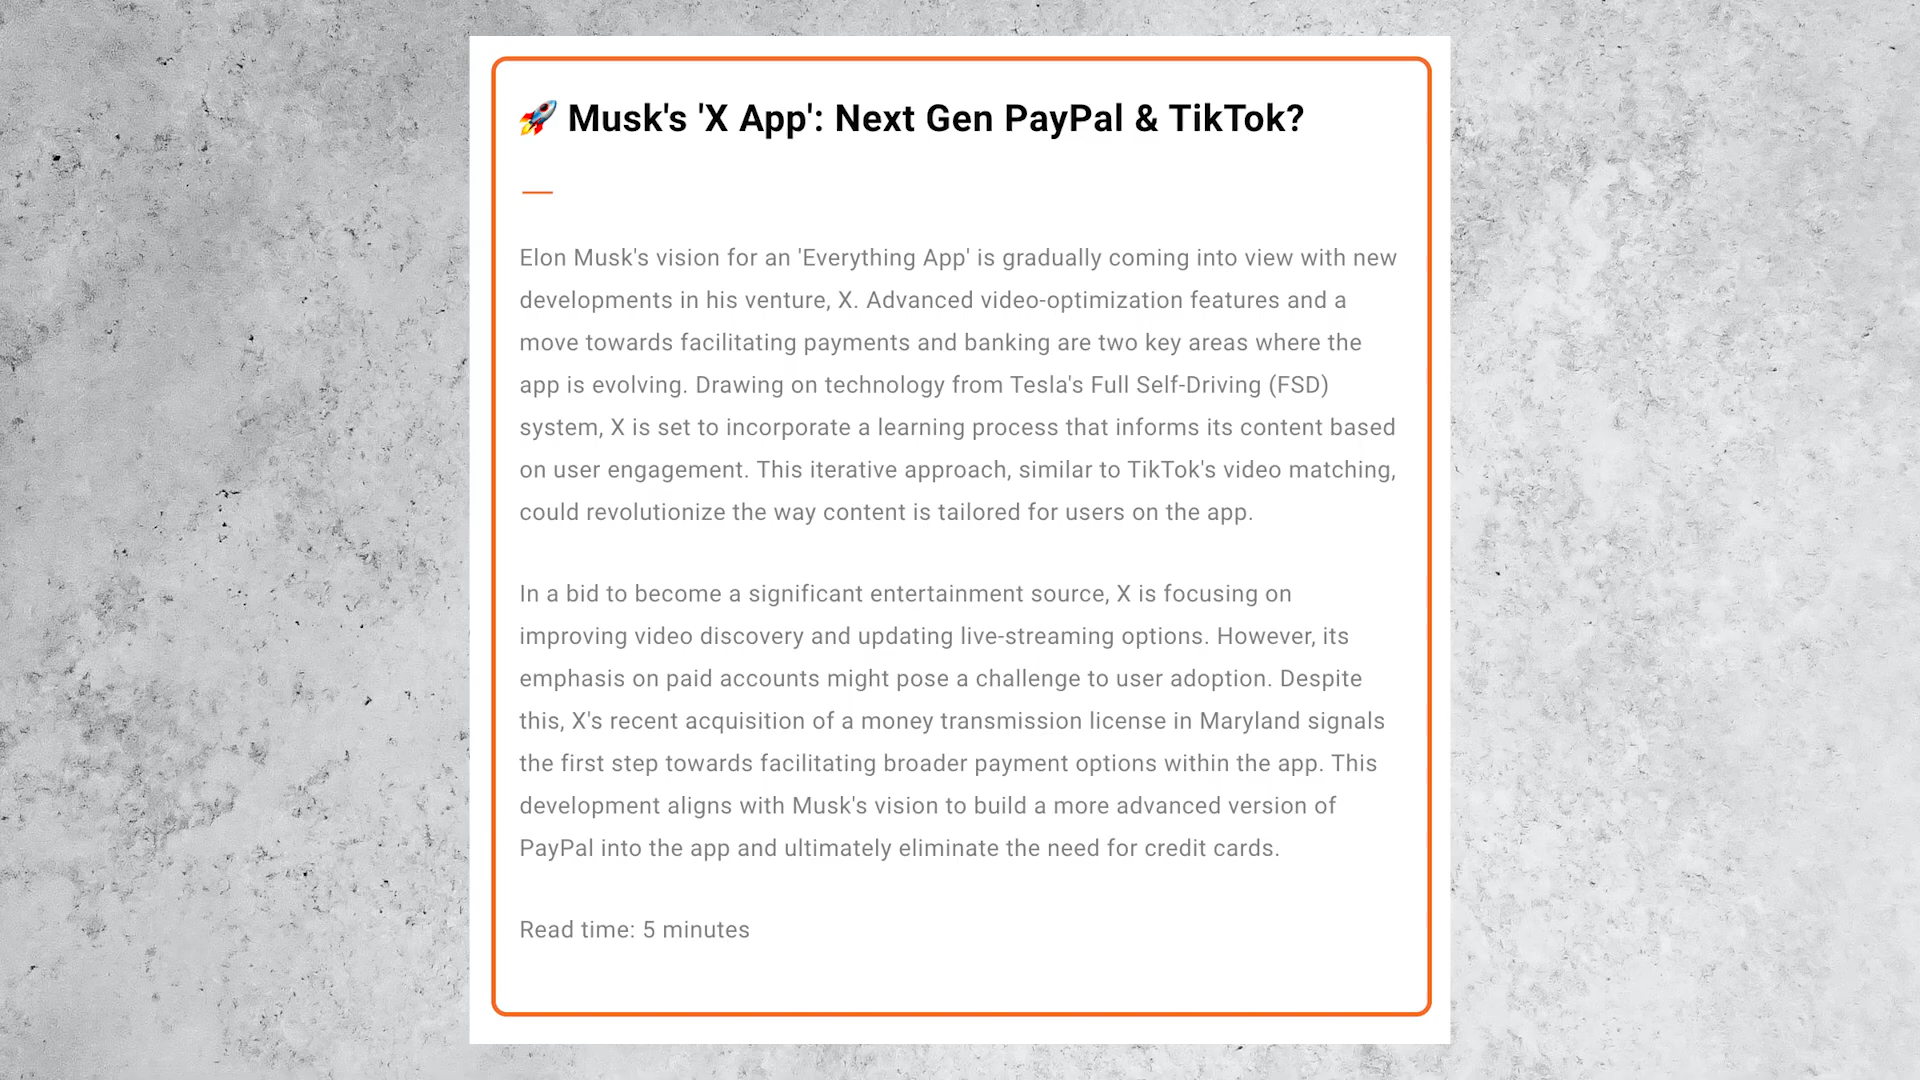 🚀 Musk's 'X App': Next Gen PayPal & TikTok?
Elon Musk's vision for an 'Everything App' is gradually coming into view with new
developments in his venture, X. Advanced video-optimization features and a
move towards facilitating payments and banking are two key areas where the
app is evolving. Drawing on technology from Tesla's Full Self-Driving (FSD)
system, X is set to incorporate a learning process that informs its content based
on user engagement. This iterative approach, similar to TikTok's video matching,
could revolutionize the way content is tailored for users on the app.
In a bid to become a significant entertainment source, X is focusing on
improving video discovery and updating live-streaming options. However, its
emphasis on paid accounts might pose a challenge to user adoption. Despite
this, X's recent acquisition of a money transmission license in Maryland signals
the first step towards facilitating broader payment options within the app. This
development aligns with Musk's vision to build a more advanced version of
PayPal into the app and ultimately eliminate the need for credit cards.
Read time: 5 minutes